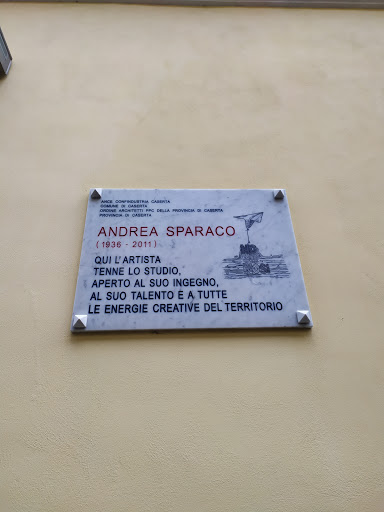 ANCE CONFINDUSTRIA CASERTA
COMUNE DI CASERTA
ORDINE ARCHITETTI PPC DELLA PROVINCIA DI CASERTA
PROVINCIA DI CASERTA
ANDREA SPARACO
(1936 - 2011)
QUI L'ARTISTA
TENNE LO STUDIO,
APERTO AL SUO INGEGNO,
AL SUO TALENTO E A TUTTE
LE ENERGIE CREATIVE DEL TERRITORIO